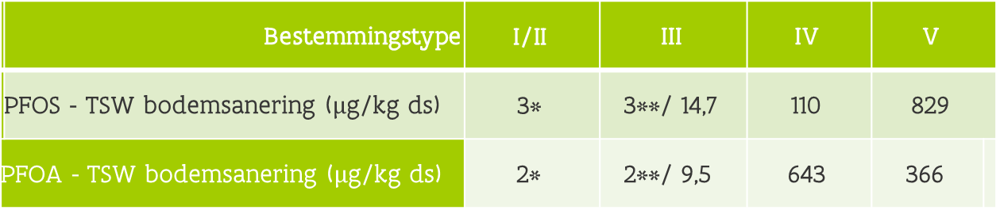 Bestemmingstype I/II III IV V
PFOS - TSW bodemsanering (µg/kg ds) 3* 3**/ 14,7 110 829
PFOA - TSW bodemsanering (µg/kg ds) 2* 2**/ 9,5 643 366